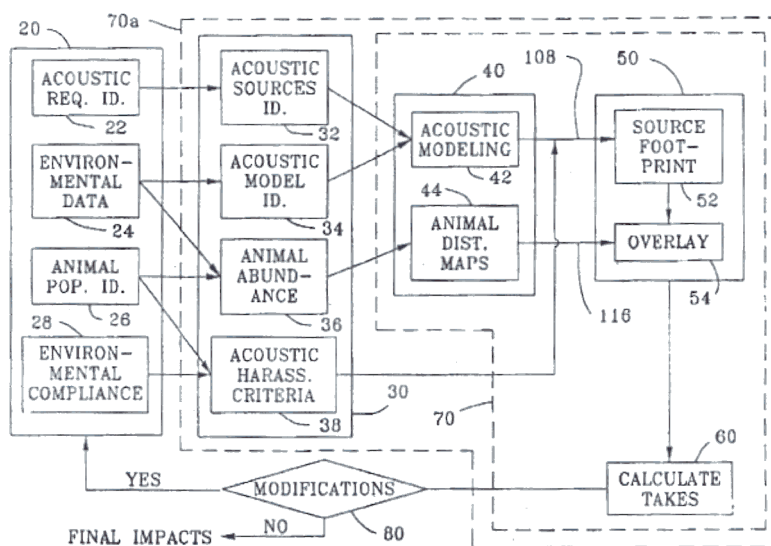 20
ACOUSTIC
REQ. ID.
22
ENVIRON-
MENTAL
DATA
24
ANIMAL
POP. ID.
26
28
ENVIRON-
MENTAL
COMPLIANCE
70a
ACOUSTIC
SOURCES
ID.
32
ACOUSTIC
MODEL
ID.
34
ANIMAL
ABUND-
ANCE
36
ACOUSTIC
HARASS.
CRITERIA
38
30
40
ACOUSTIC
MODELING
42
44
ANIMAL
DIST.
MAPS
108
116
50
SOURCE
FOOT-
PRINT
52
OVERLAY
54
70
60
CALCULATE
TAKES
MODIFICATIONS
80
YES
NO
FINAL IMPACTS